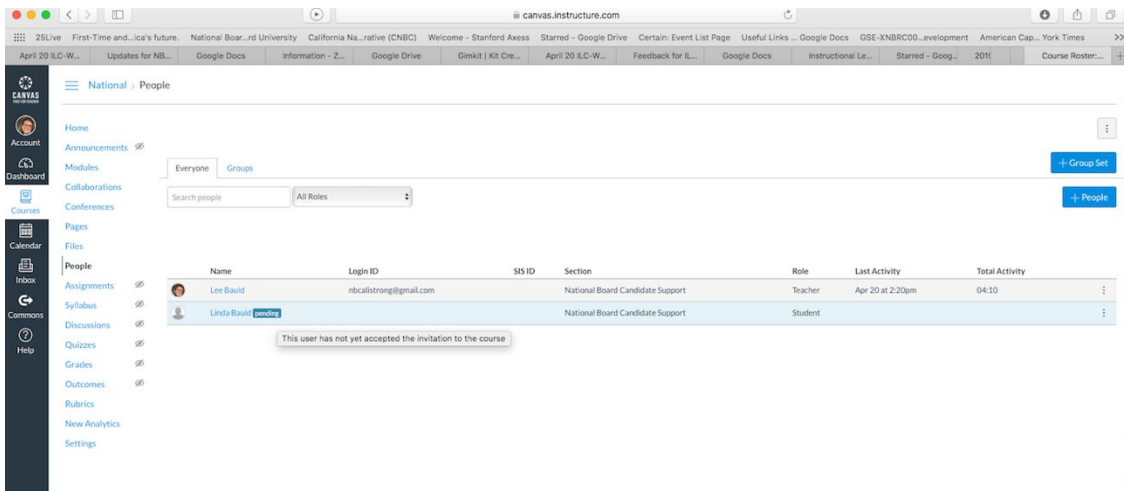 canvas.instructure.com
25Live First-Time and...ica's future. National Boar...rd University California Na...rative (CNBC) Welcome - Stanford Axess Starred - Google Drive Certain: Event List Page Useful Links ... Google Docs GSE-XNBRC00...evelopment American Cap... York Times >>
April 20 ILC-W... Updates for NB... Google Docs Information - Z... Google Drive Gimkit | Kit Cre... April 20 ILC-W... Feedback for IL... Google Docs Instructional Le... Starred - Goog.. Course Roster:... +
CANVAS
National › People
Account
Dashboard
Courses
Calendar
Inbox
Commons
Help
Home
Announcements
Modules
Collaborations
Conferences
Pages
Files
People
Assignments
Syllabus
Discussions
Quizzes
Grades
Outcomes
Rubrics
New Analytics
Settings
Everyone Groups
+ Group Set
Search people All Roles
+ People
Name Login ID SIS ID Section Role Last Activity Total Activity
Lee Bauld nbcalistrong@gmail.com National Board Candidate Support Teacher Apr 20 at 2:20pm 04:10
Linda Bauld pending National Board Candidate Support Student
This user has not yet accepted the invitation to the course